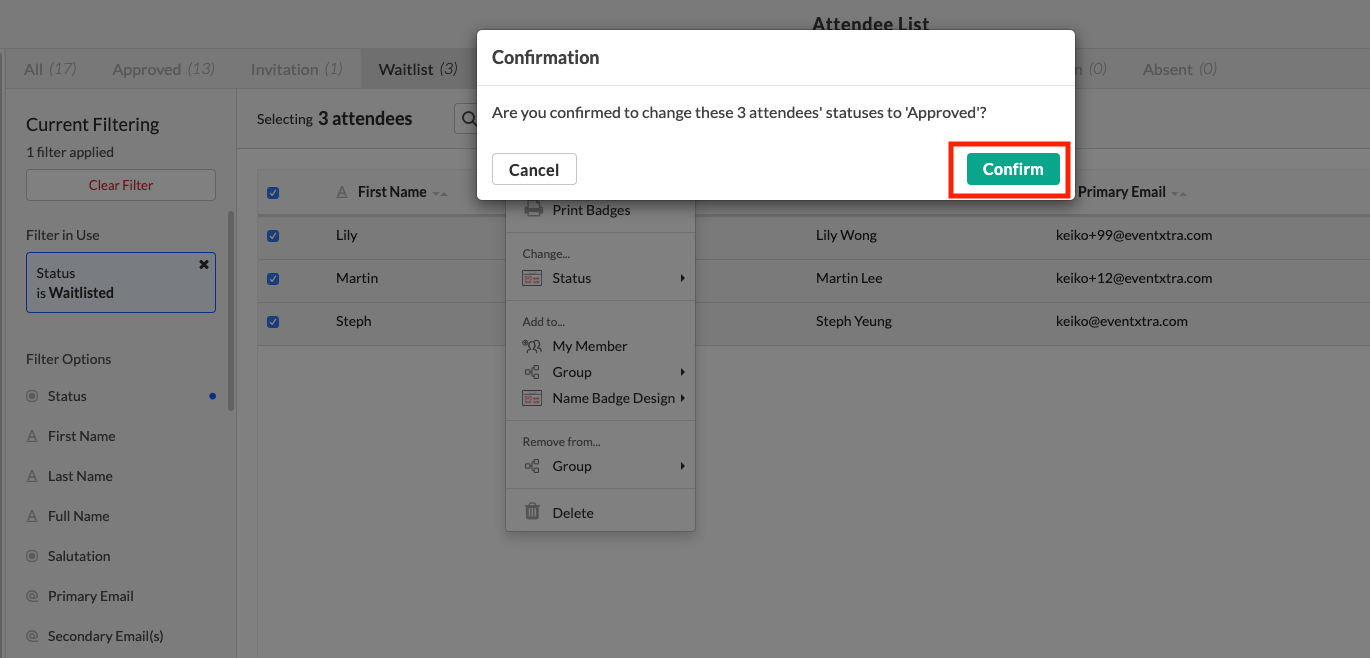 Attendee List
All (17) Approved (13) Invitation (1) Waitlist (3) n (0) Absent (0)
Confirmation
Are you confirmed to change these 3 attendees' statuses to 'Approved'?
Cancel Confirm
Current Filtering
1 filter applied
Clear Filter
Filter in Use
Status
is Waitlisted
Filter Options
Status
First Name
Last Name
Full Name
Salutation
Primary Email
Secondary Email(s)
Selecting 3 attendees
First Name Primary Email
Lily Lily Wong keiko+99@eventxtra.com
Martin Martin Lee keiko+12@eventxtra.com
Steph Steph Yeung keiko@eventxtra.com
Print Badges
Change...
Status
Add to...
My Member
Group
Name Badge Design
Remove from...
Group
Delete